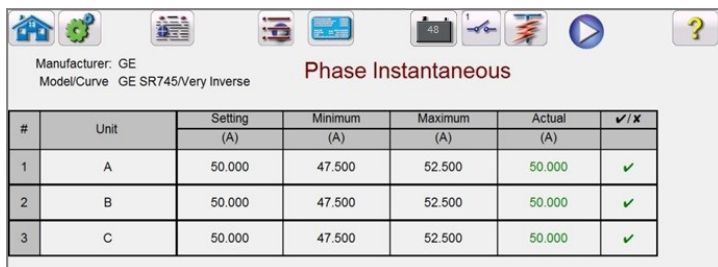 48
1
?
Manufacturer: GE
Model/Curve GE SR745/Very Inverse
Phase Instantaneous
# Unit Setting Minimum Maximum Actual ✔/✘
(A) (A) (A) (A)
1 A 50.000 47.500 52.500 50.000 ✔
2 B 50.000 47.500 52.500 50.000 ✔
3 C 50.000 47.500 52.500 50.000 ✔